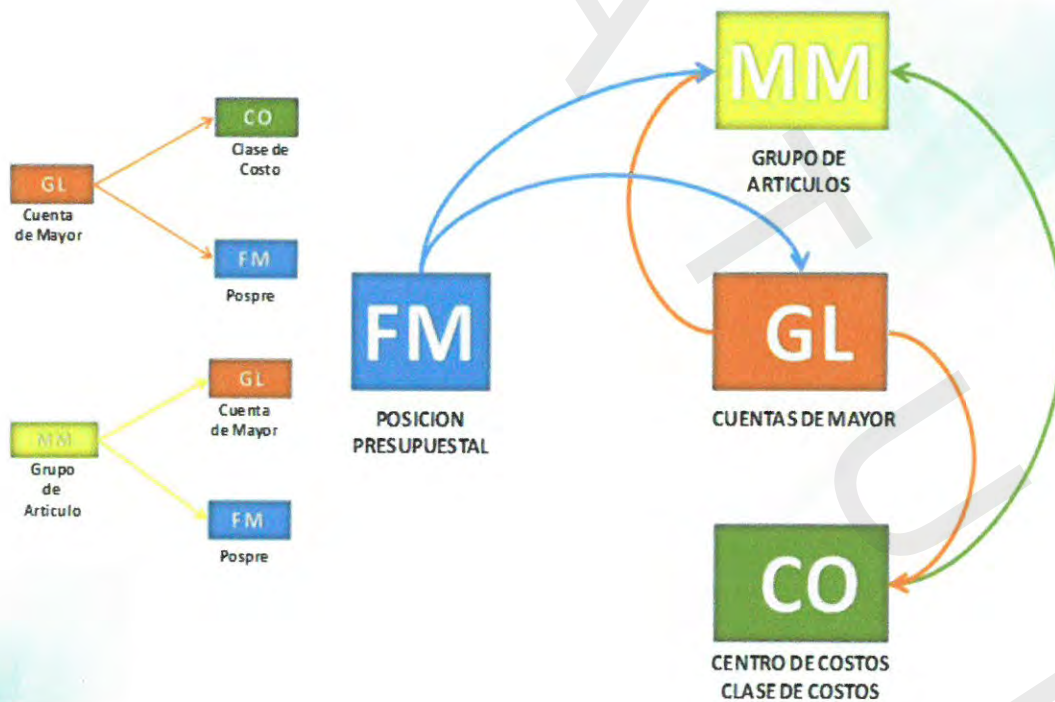 CO
Clase de
Costo
GL
Cuenta
de Mayor
FM
Pospre
GL
Cuenta
de Mayor
MM
Grupo
de
Articulo
FM
Pospre
MM
GRUPO DE
ARTICULOS
FM
POSICION
PRESUPUESTAL
GL
CUENTAS DE MAYOR
CO
CENTRO DE COSTOS
CLASE DE COSTOS